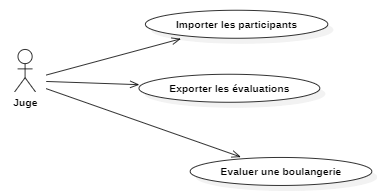 Importer les participants
Exporter les évaluations
Juge
Evaluer une boulangerie